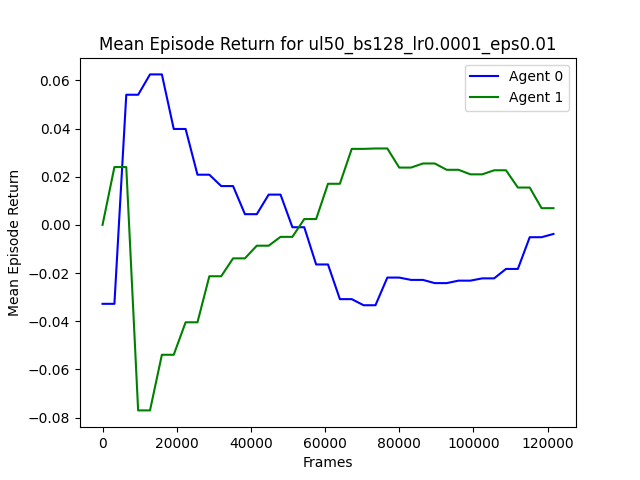 Mean Episode Return for ul50_bs128_lr0.0001_eps0.01
Agent 0
Agent 1
Mean Episode Return
0.06
0.04
0.02
0.00
−0.02
−0.04
−0.06
−0.08
0 20000 40000 60000 80000 100000 120000
Frames